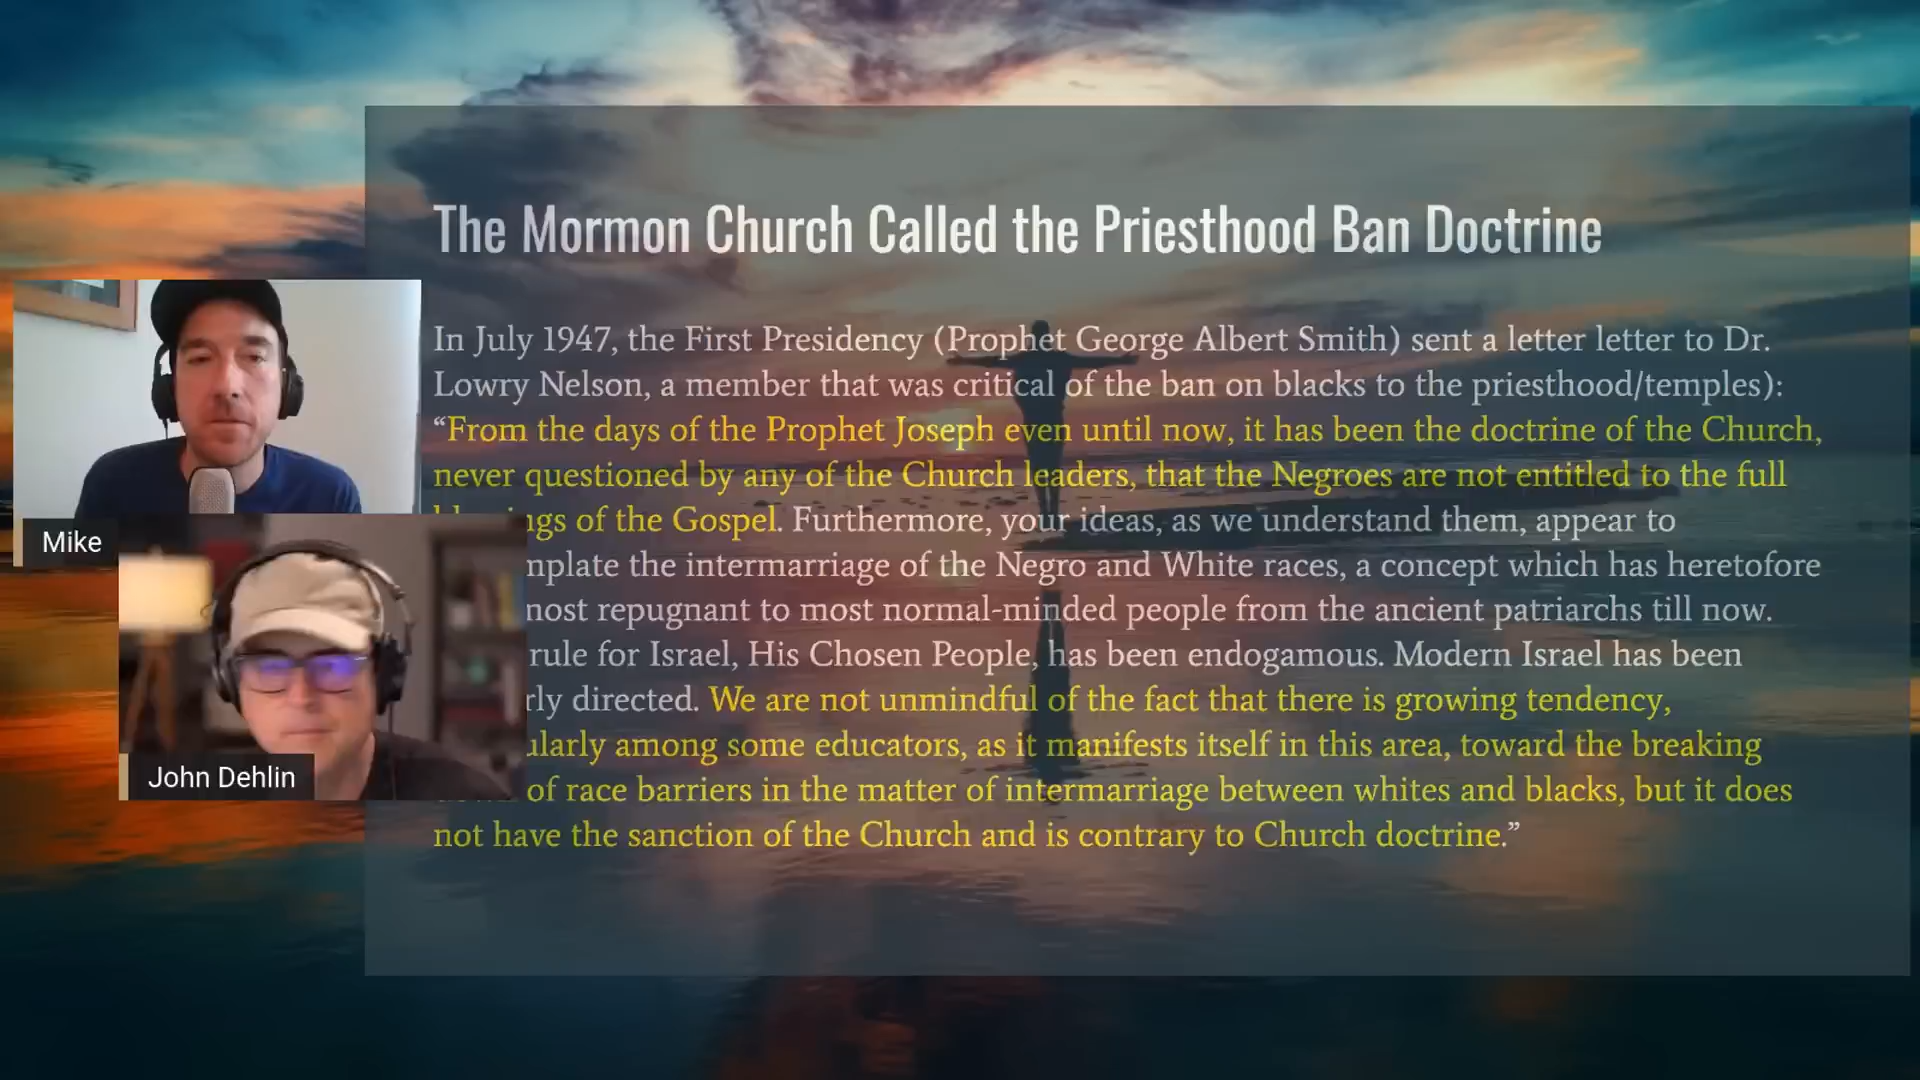 The Mormon Church Called the Priesthood Ban Doctrine
In July 1947, the First Presidency (Prophet George Albert Smith) sent a letter letter to Dr.
Lowry Nelson, a member that was critical of the ban on blacks to the priesthood/temples):
“From the days of the Prophet Joseph even until now, it has been the doctrine of the Church,
never questioned by any of the Church leaders, that the Negroes are not entitled to the full
of the Gospel. Furthermore, your ideas, as we understand them, appear to
the intermarriage of the Negro and White races, a concept which has heretofore
most repugnant to most normal-minded people from the ancient patriarchs till now.
rule for Israel, His Chosen People, has been endogamous. Modern Israel has been
directed. We are not unmindful of the fact that there is growing tendency,
among some educators, as it manifests itself in this area, toward the breaking
of race barriers in the matter of intermarriage between whites and blacks, but it does
not have the sanction of the Church and is contrary to Church doctrine.”
Mike
John Dehlin